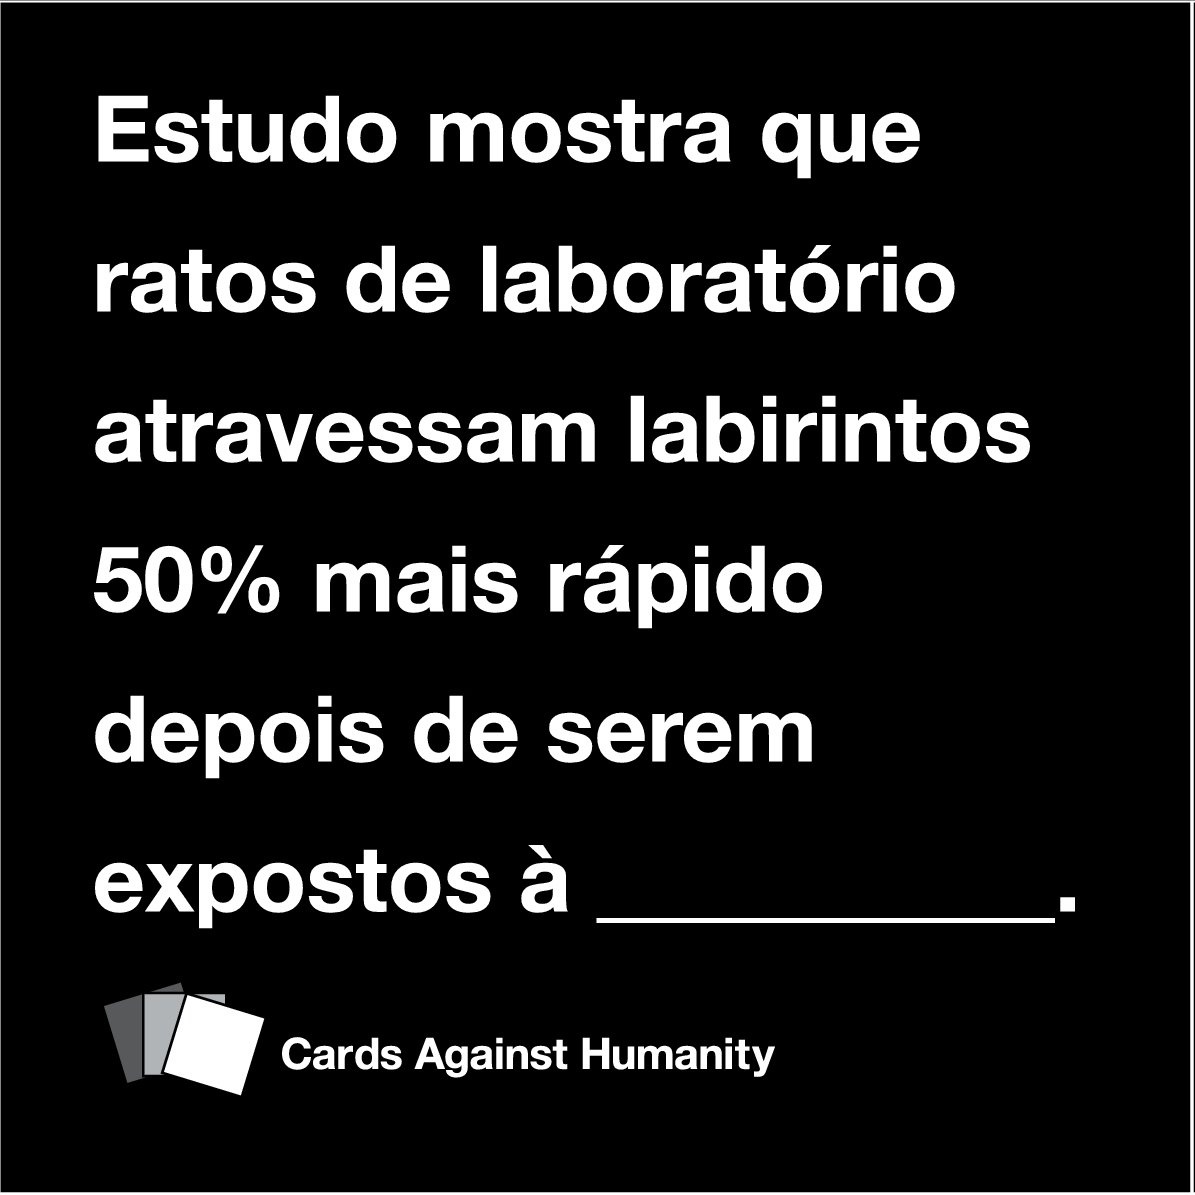 Estudo mostra que
ratos de laboratório
atravessam labirintos
50% mais rápido
depois de serem
expostos à __________.
Cards Against Humanity